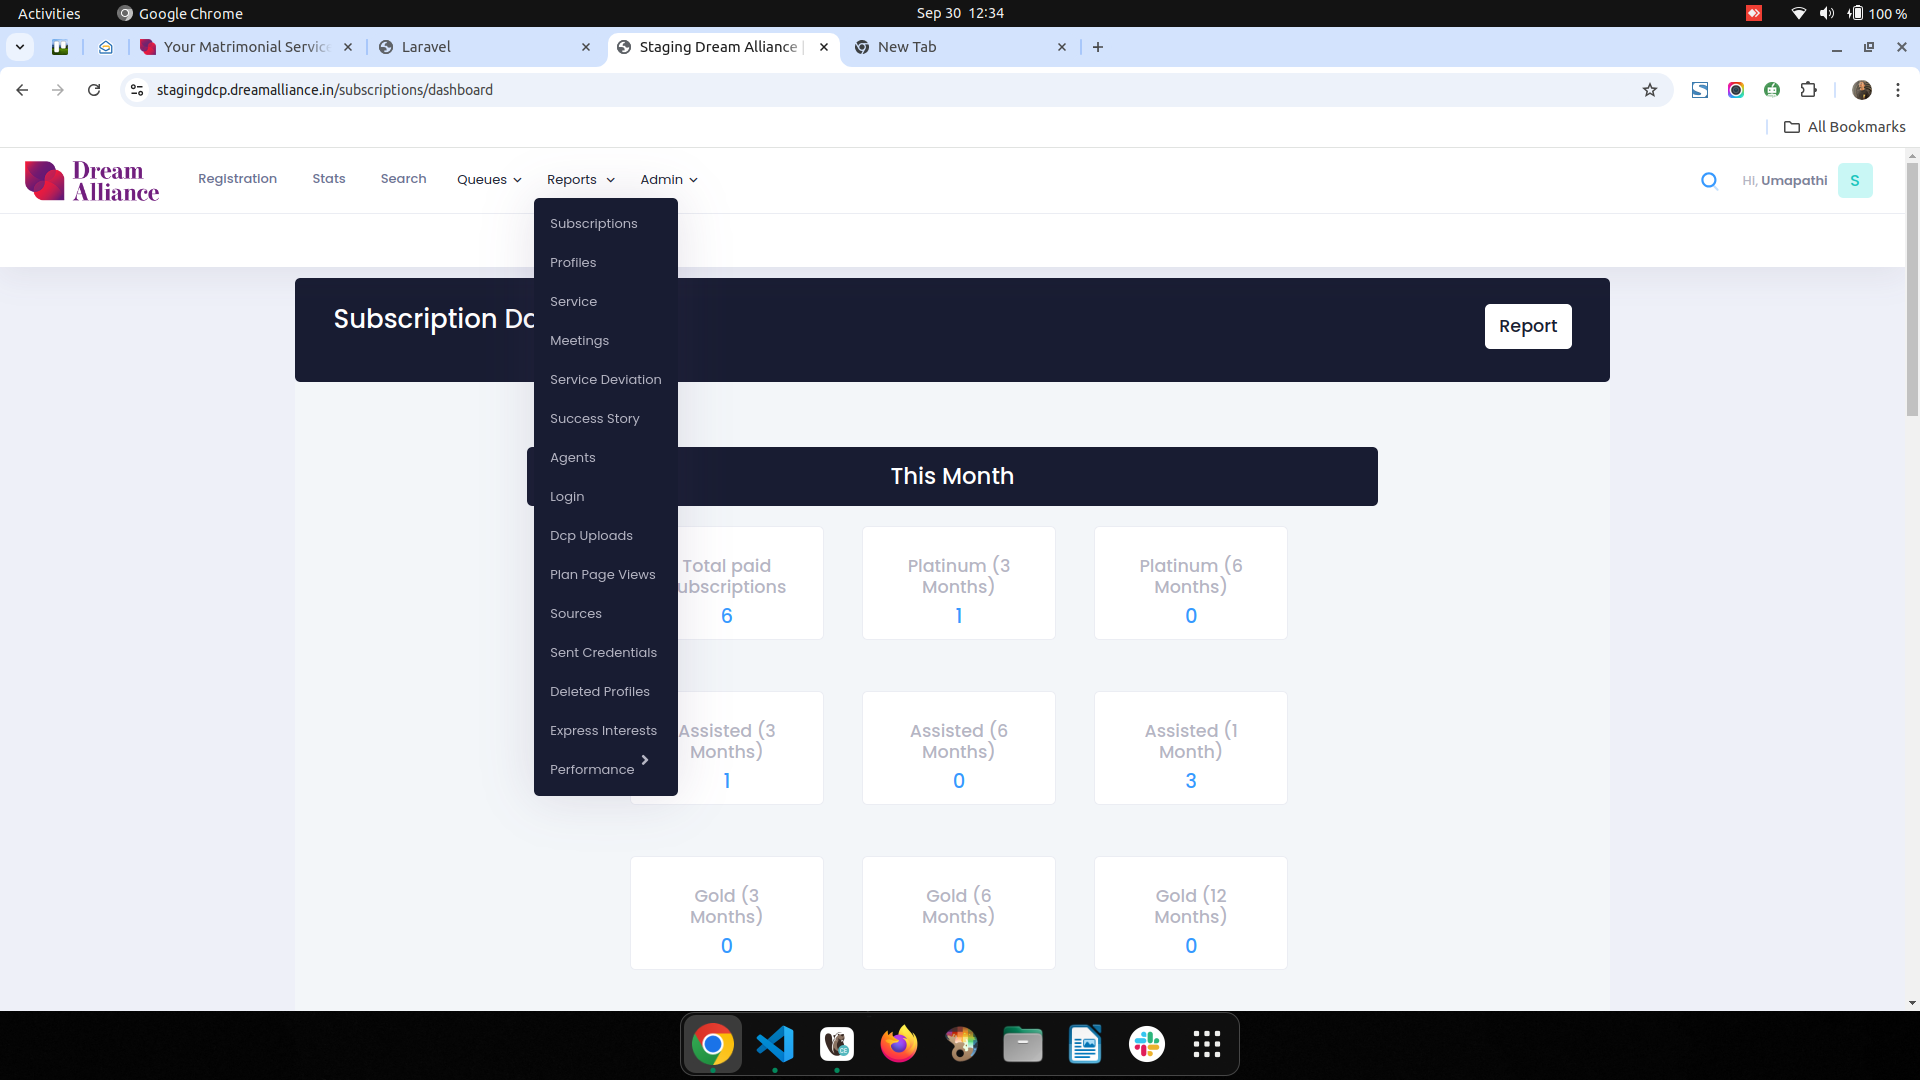 Activities
Google Chrome
Sep 30 12:34
100 %
Your Matrimonial Service
Laravel
Staging Dream Alliance |
New Tab
stagingdcp.dreamalliance.in/subscriptions/dashboard
All Bookmarks
Dream
Alliance
Registration
Stats
Search
Queues
Reports
Admin
HI, Umapathi
S
Subscriptions
Profiles
Service
Meetings
Service Deviation
Success Story
Agents
Login
Dcp Uploads
Plan Page Views
Sources
Sent Credentials
Deleted Profiles
Express Interests
Performance
Subscription Da
Report
This Month
Total paid
ubscriptions
6
Platinum (3
Months)
1
Platinum (6
Months)
0
Assisted (3
Months)
1
Assisted (6
Months)
0
Assisted (1
Month)
3
Gold (3
Months)
0
Gold (6
Months)
0
Gold (12
Months)
0